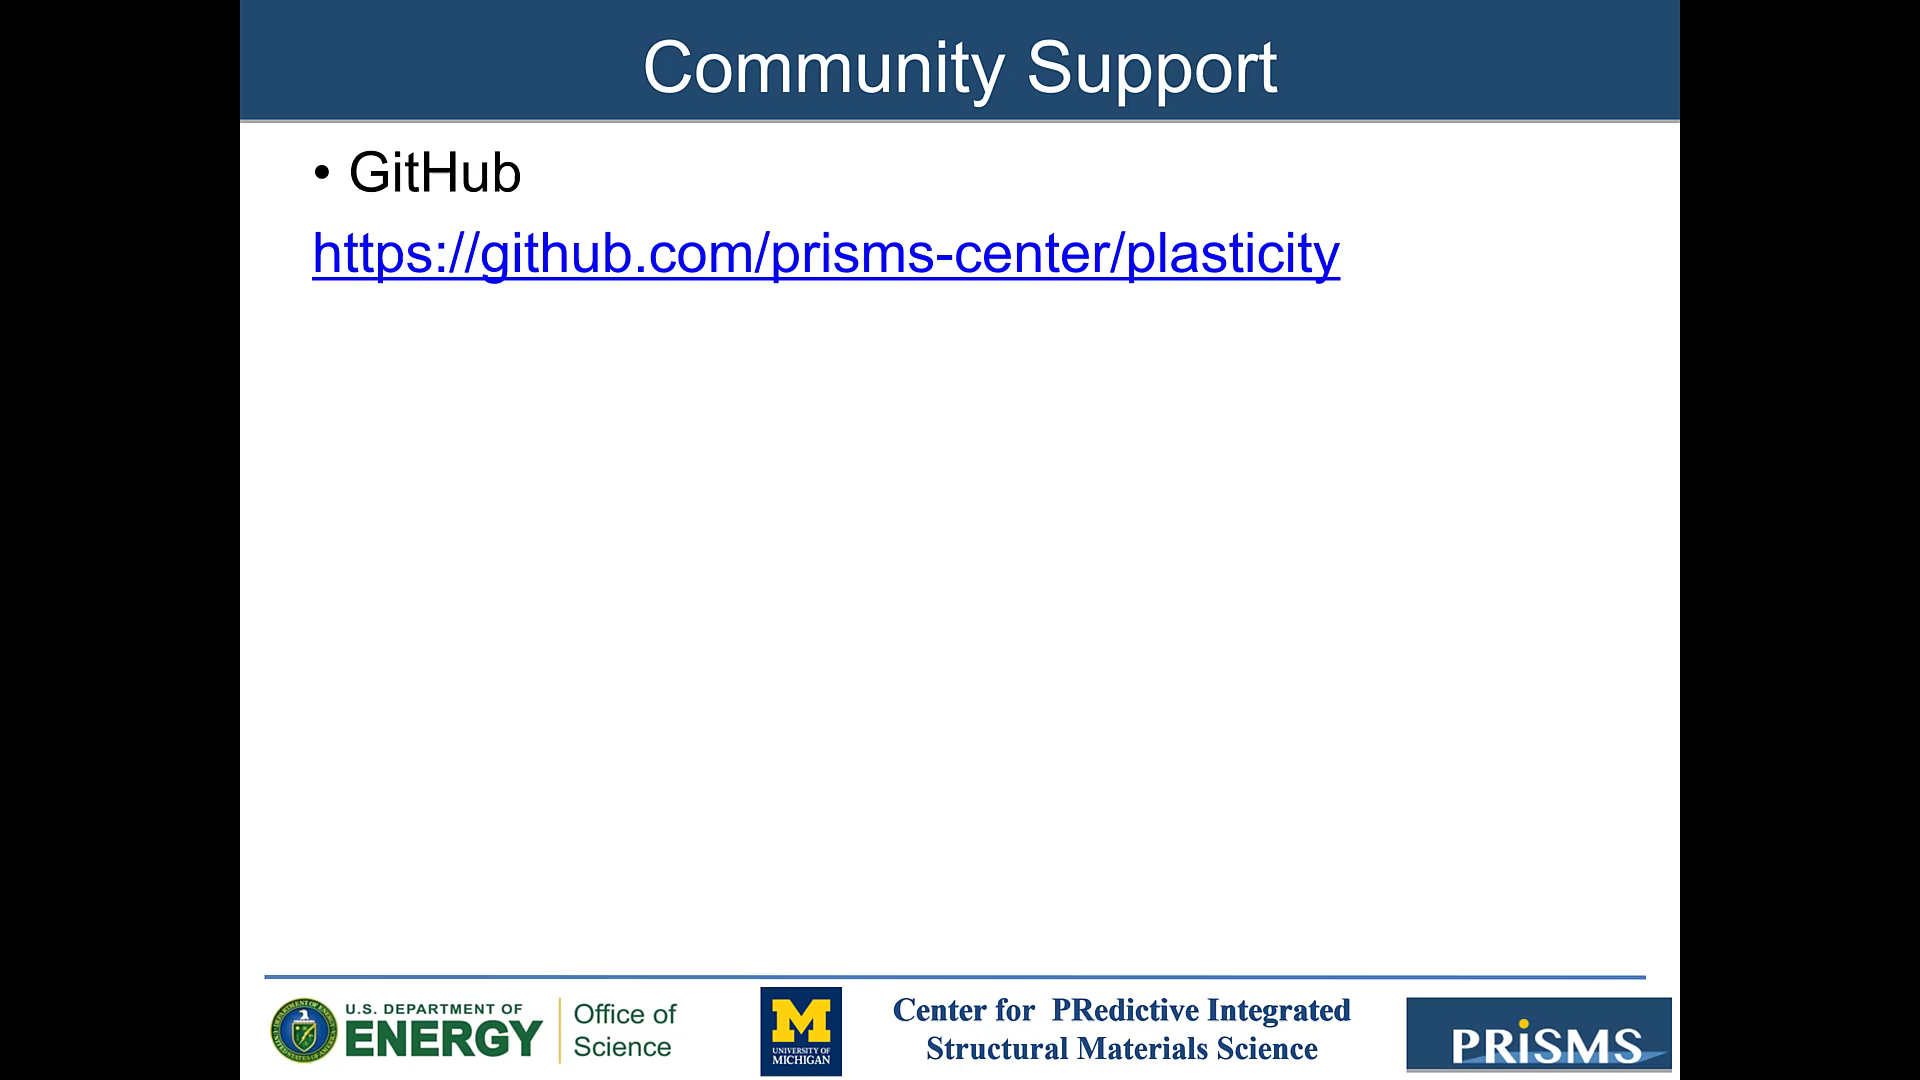 Community Support
• GitHub
https://github.com/prisms-center/plasticity
U.S. DEPARTMENT OF
ENERGY
Office of
Science
M
UNIVERSITY OF
MICHIGAN
Center for PRedictive Integrated
Structural Materials Science
PRiSMS